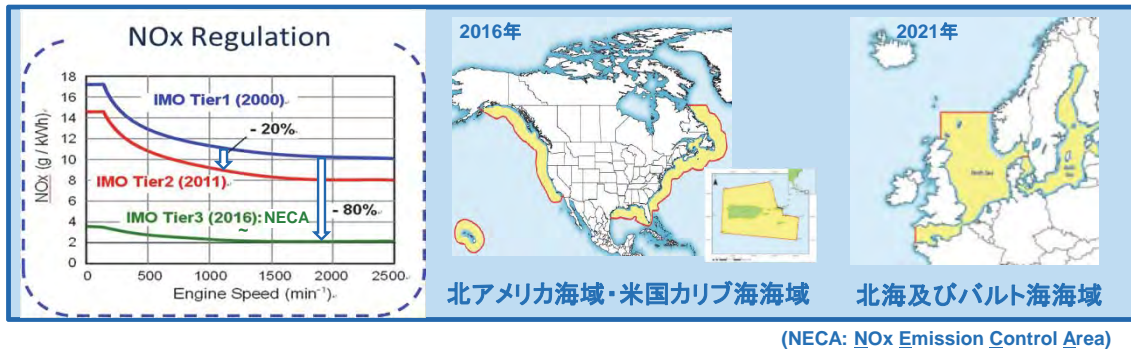 NOx Regulation
NOx (g / kWh)
18
16
14
12
10
8
6
4
2
0
IMO Tier1 (2000)
- 20%
IMO Tier2 (2011)
IMO Tier3 (2016):NECA
~
- 80%
0 500 1000 1500 2000 2500
Engine Speed (min⁻¹)
2016年
北アメリカ海域・米国カリブ海海域
2021年
North Sea
北海及びバルト海海域
(NECA: NOx Emission Control Area)